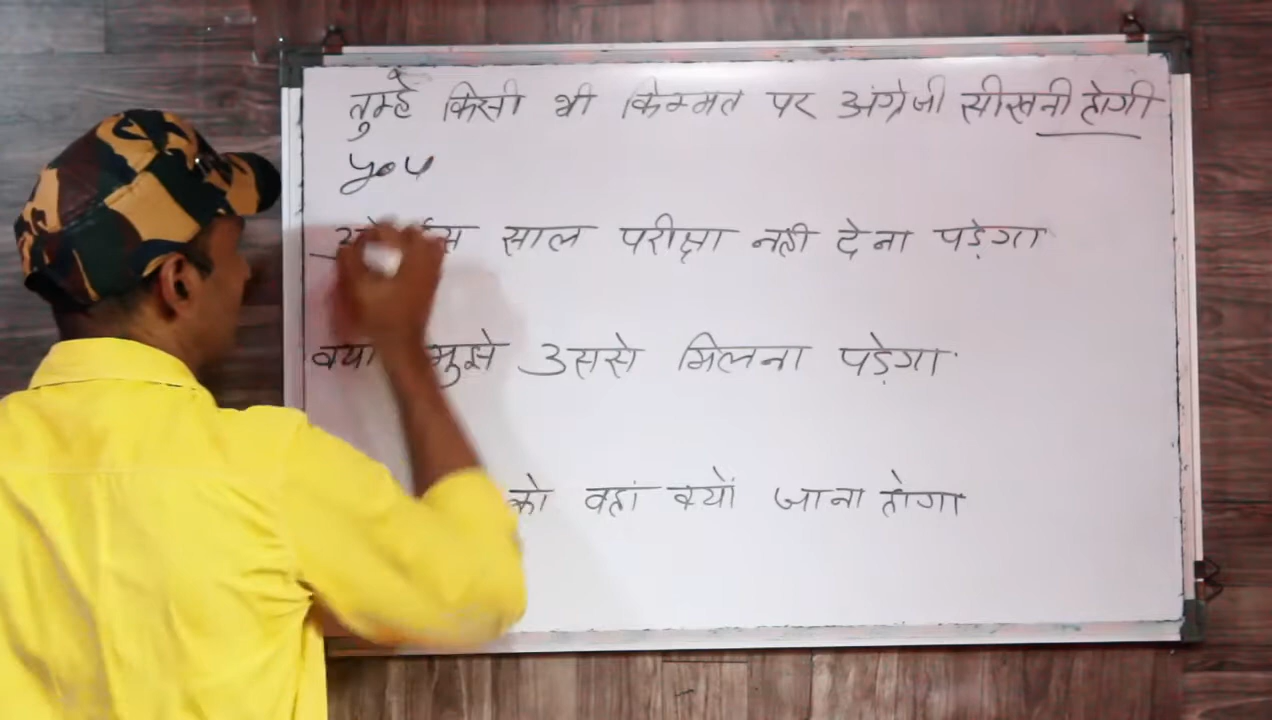 तुम्हें किसी भी किम्मत पर अंग्रेजी सीखनी होगी
you
साल परीक्षा नही देना पड़ेगा
क्या मुझे उससे मिलना पड़ेगा
को वहां क्यों जाना होगा